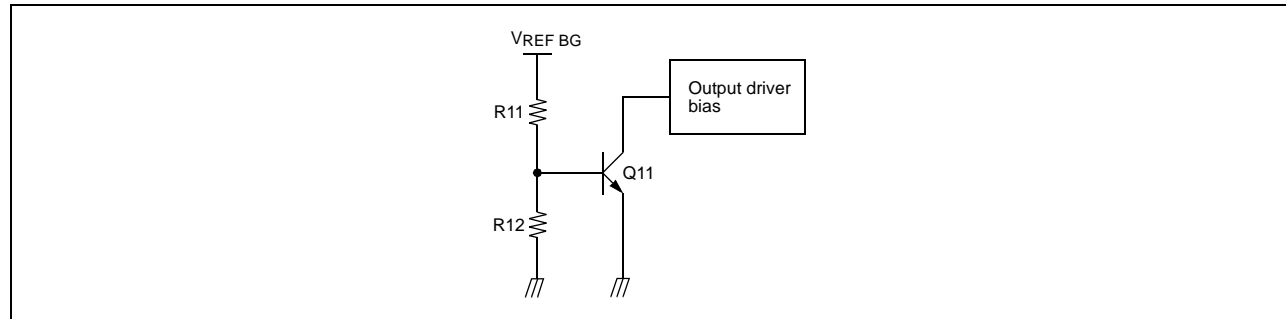 VREF BG
Output driver
bias
R11
Q11
R12